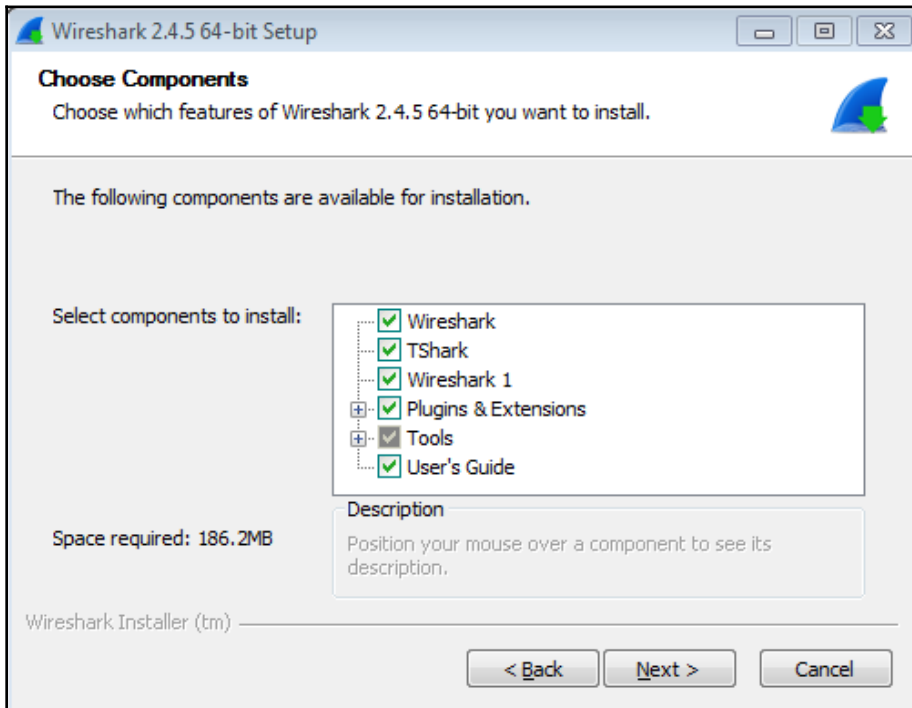 Wireshark 2.4.5 64-bit Setup
Choose Components
Choose which features of Wireshark 2.4.5 64-bit you want to install.
The following components are available for installation.
Select components to install:
Wireshark
TShark
Wireshark 1
Plugins & Extensions
Tools
User's Guide
Space required: 186.2MB
Description
Position your mouse over a component to see its
description.
Wireshark Installer (tm)
< Back
Next >
Cancel